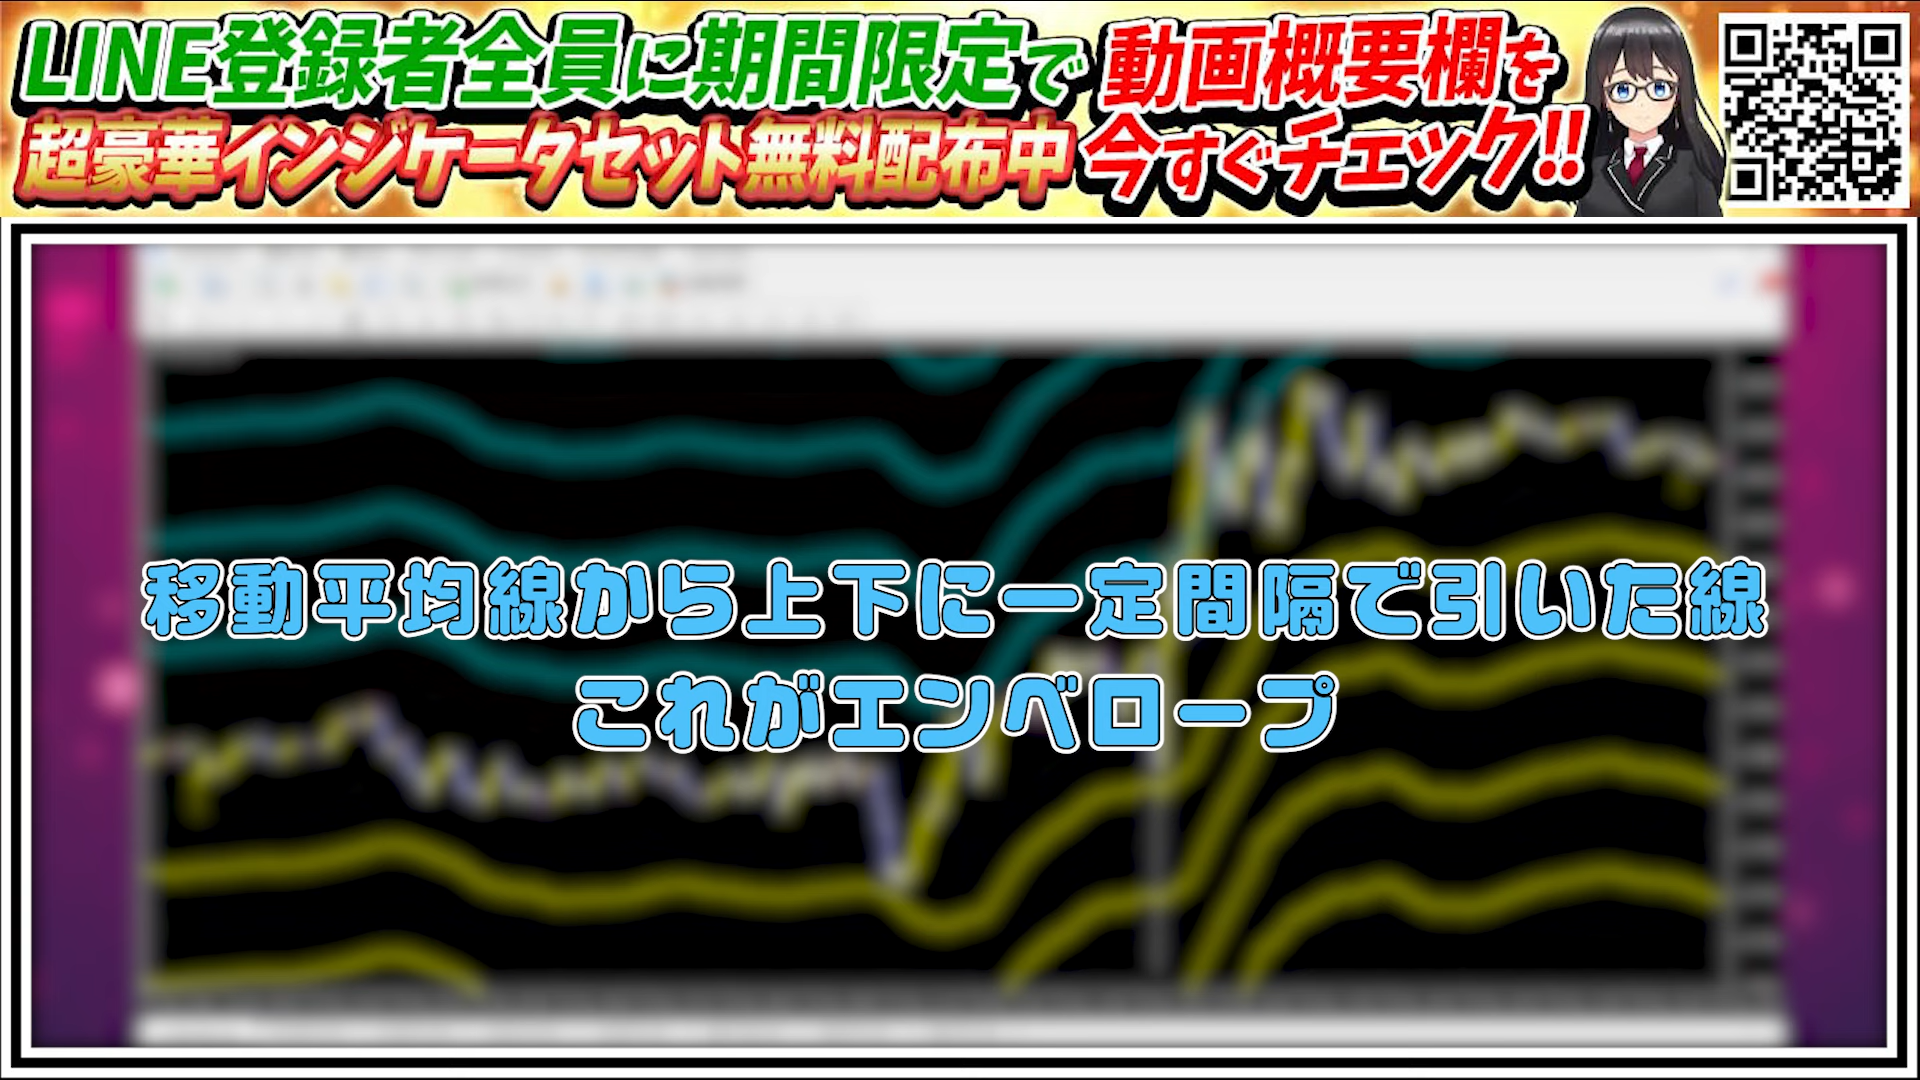 LINE登録者全員に期間限定で
超豪華インジケータセット無料配布中
動画概要欄を
今すぐチェック!!
移動平均線から上下に一定間隔で引いた線
これがエンベロープ